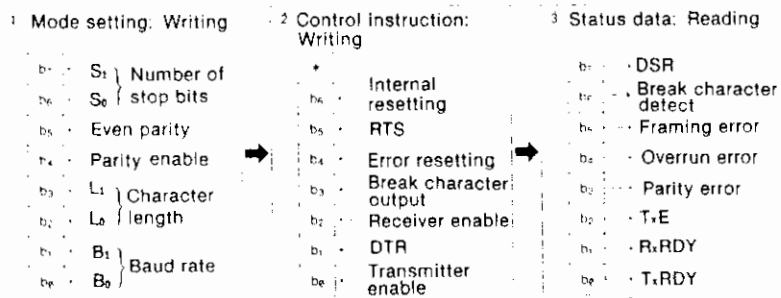 1 Mode setting: Writing
b7 S1 Number of
b6 S0 stop bits
b5 Even parity
b4 Parity enable
b3 L1 Character
b2 L0 length
b1 B1 Baud rate
b0 B0
2 Control instruction:
Writing
*
b6 Internal
resetting
b5 RTS
b4 Error resetting
b3 Break character
output
b2 Receiver enable
b1 DTR
b0 Transmitter
enable
3 Status data: Reading
b7 DSR
b6 Break character
detect
b5 Framing error
b4 Overrun error
b3 Parity error
b2 TxE
b1 RxRDY
b0 TxRDY